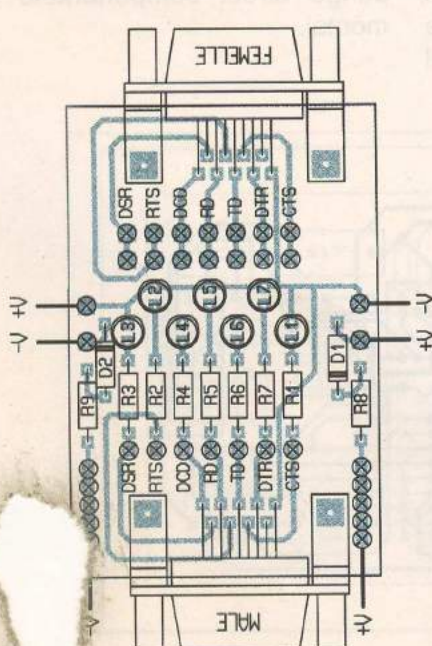 FEMELLE
DSR RTS DCD RD TD DTR CTS
+V -V
-V +V
L2 L5 L7
L3 L4 L6 L1
D2 D1
R9 R3 R2 R4 R5 R6 R7 R1 R8
DSR RTS DCD RD TD DTR CTS
-V +V
MALE